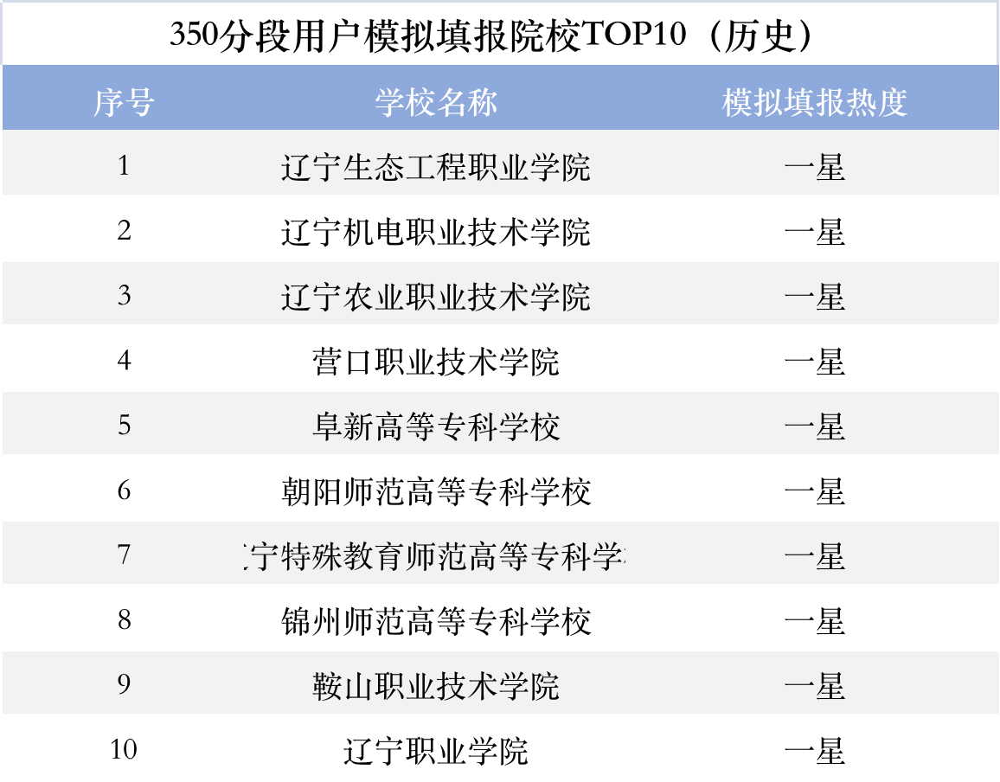 350分段用户模拟填报院校TOP10（历史）
序号 学校名称 模拟填报热度
1 辽宁生态工程职业学院 一星
2 辽宁机电职业技术学院 一星
3 辽宁农业职业技术学院 一星
4 营口职业技术学院 一星
5 阜新高等专科学校 一星
6 朝阳师范高等专科学校 一星
7 宁特殊教育师范高等专科学 一星
8 锦州师范高等专科学校 一星
9 鞍山职业技术学院 一星
10 辽宁职业学院 一星